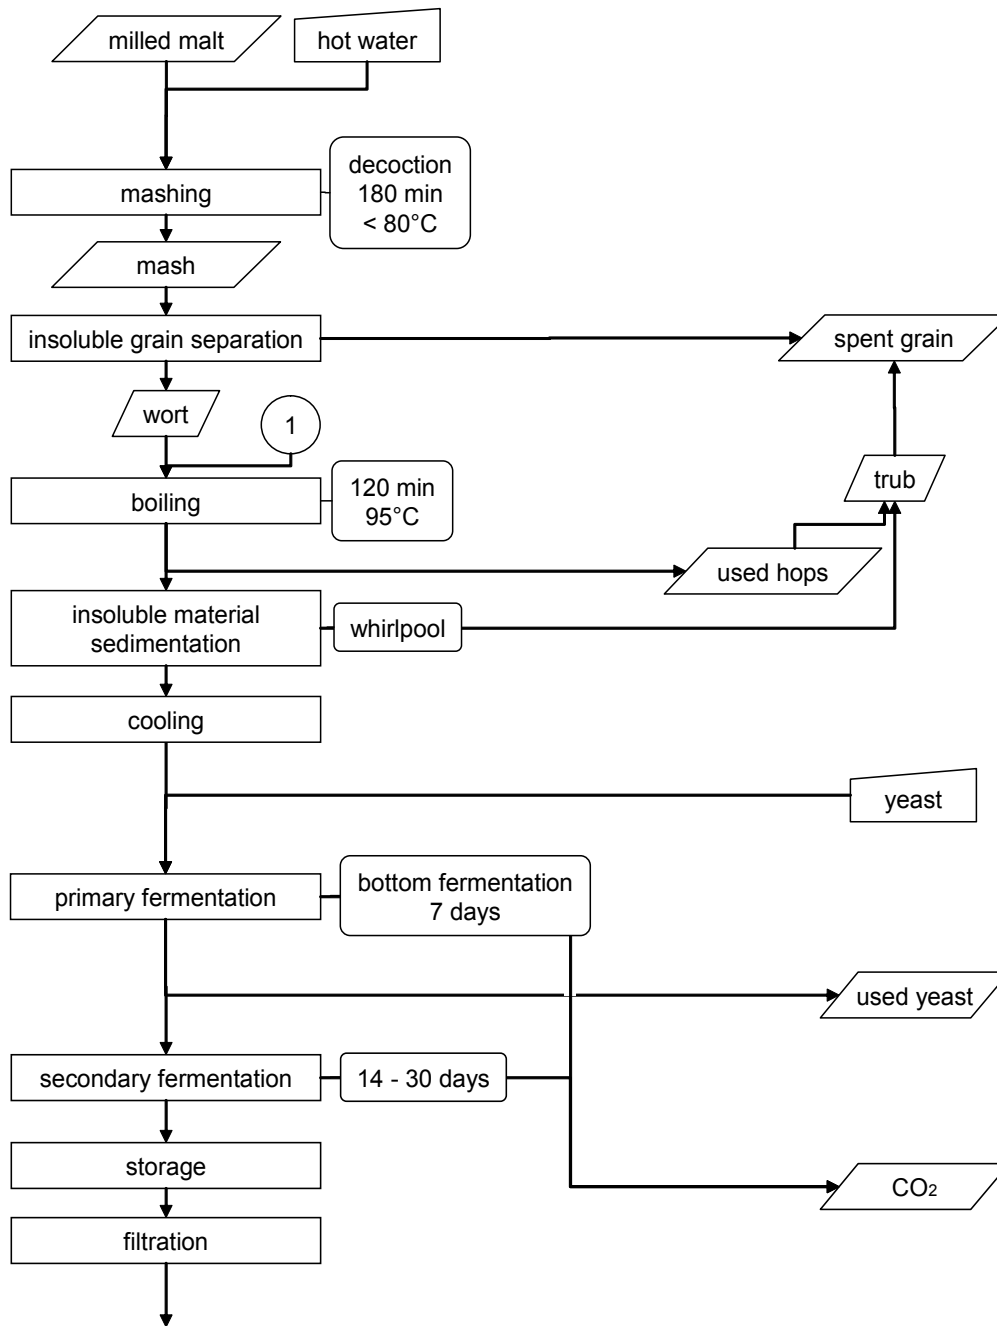 milled malt
hot water
decoction
180 min
< 80°C
mashing
mash
insoluble grain separation
spent grain
wort
1
boiling
120 min
95°C
trub
used hops
insoluble material
sedimentation
whirlpool
cooling
yeast
primary fermentation
bottom fermentation
7 days
used yeast
secondary fermentation
14 - 30 days
storage
CO2
filtration